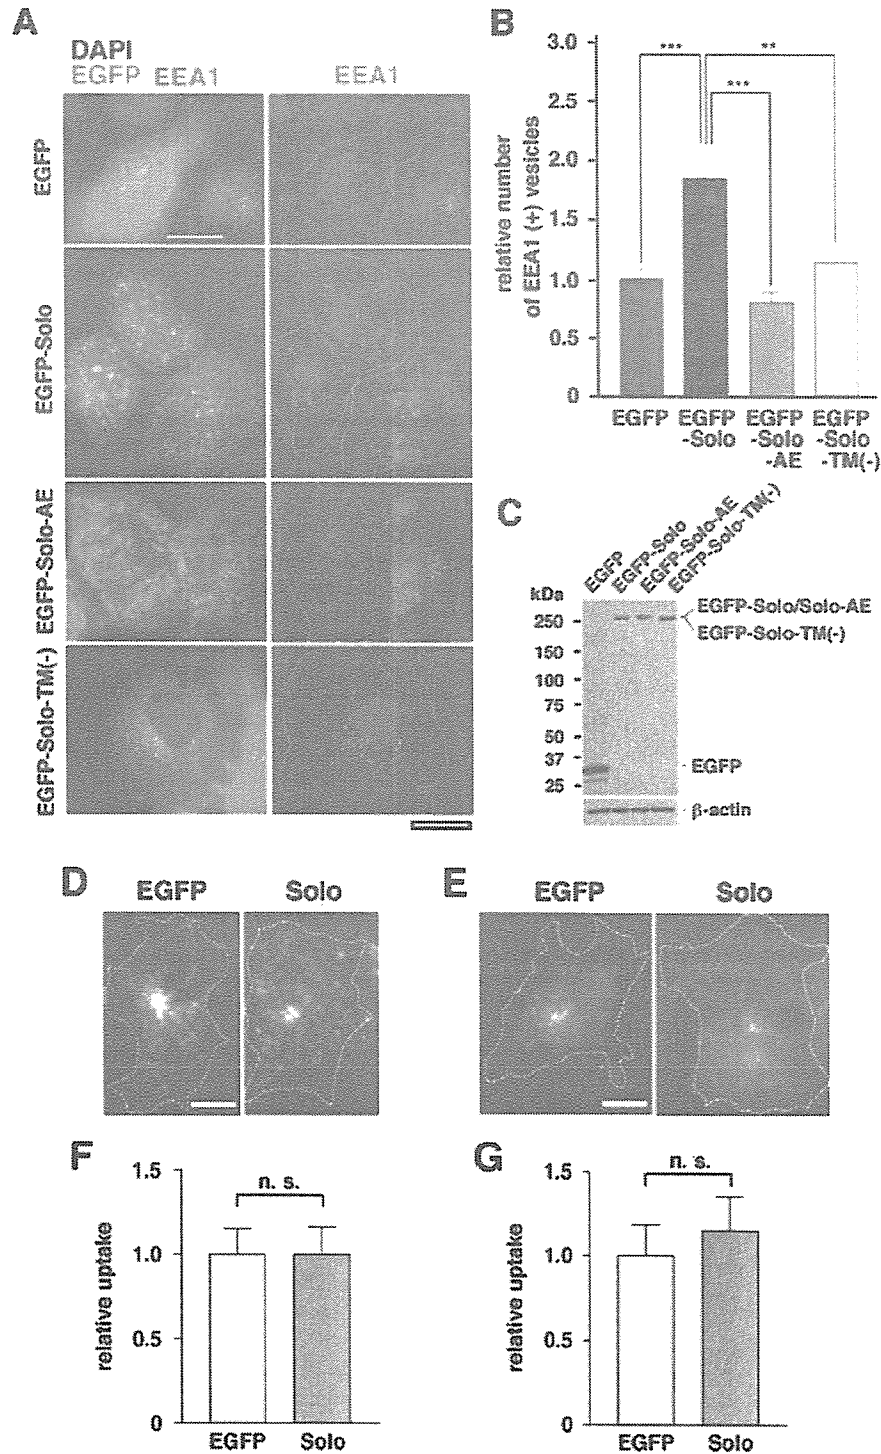 A
DAPI
EGFP EEA1
EEA1
EGFP
EGFP-Solo
EGFP-Solo-AE
EGFP-Solo-TM(-)
B
relative number
of EEA1 (+) vesicles
3.0
2.5
2.0
1.5
1.0
0.5
0
***
**
***
EGFP
EGFP
-Solo
EGFP
-Solo
-AE
EGFP
-Solo
-TM(-)
C
EGFP
EGFP-Solo
EGFP-Solo-AE
EGFP-Solo-TM(-)
kDa
250
150
100
75
50
37
25
EGFP-Solo/Solo-AE
EGFP-Solo-TM(-)
EGFP
β-actin
D
EGFP Solo
E
EGFP Solo
F
relative uptake
1.5
1.0
0.5
0
n. s.
EGFP Solo
G
relative uptake
1.5
1.0
0.5
0
n. s.
EGFP Solo